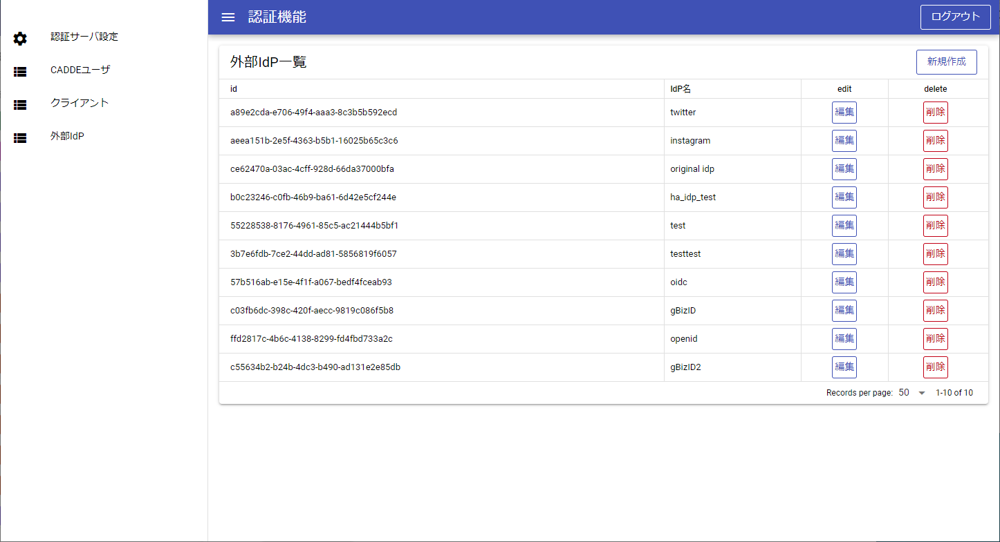 認証サーバ設定
CADDEユーザ
クライアント
外部IdP
認証機能 ログアウト
外部IdP一覧 新規作成
id IdP名 edit delete
a89e2cda-e706-49f4-aaa3-8c3b5b592ecd twitter 編集 削除
aeea151b-2e5f-4363-b5b1-16025b65c3c6 instagram 編集 削除
ce62470a-03ac-4cff-928d-66da37000bfa original idp 編集 削除
b0c23246-c0fb-46b9-ba61-6d42e5cf244e ha_idp_test 編集 削除
55228538-8176-4961-85c5-ac21444b5bf1 test 編集 削除
3b7e6fdb-7ce2-44dd-ad81-5856819f6057 testtest 編集 削除
57b516ab-e15e-4f1f-a067-bedf4fceab93 oidc 編集 削除
c03fb6dc-398c-420f-aecc-9819c086f5b8 gBizID 編集 削除
ffd2817c-4b6c-4138-8299-fd4fbd733a2c openid 編集 削除
c55634b2-b24b-4dc3-b490-ad131e2e85db gBizID2 編集 削除
Records per page: 50 1-10 of 10